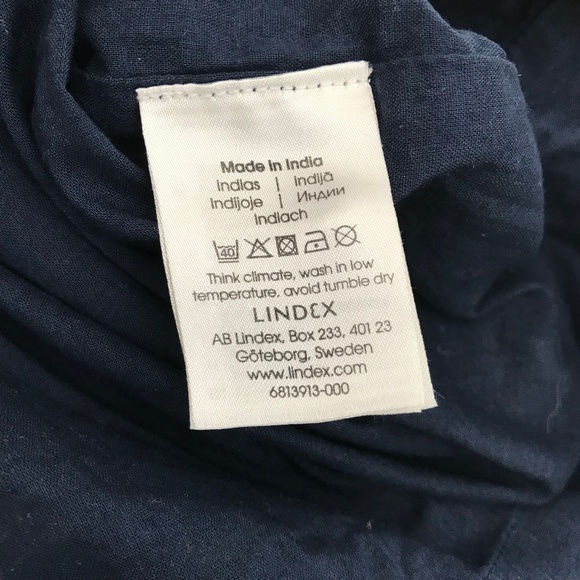 Made in India
Indias | Indijā
Indijoje | Индии
Indiach
40
Think climate, wash in low
temperature, avoid tumble dry
LINDEX
AB Lindex, Box 233, 401 23
Göteborg, Sweden
www.lindex.com
6813913-000